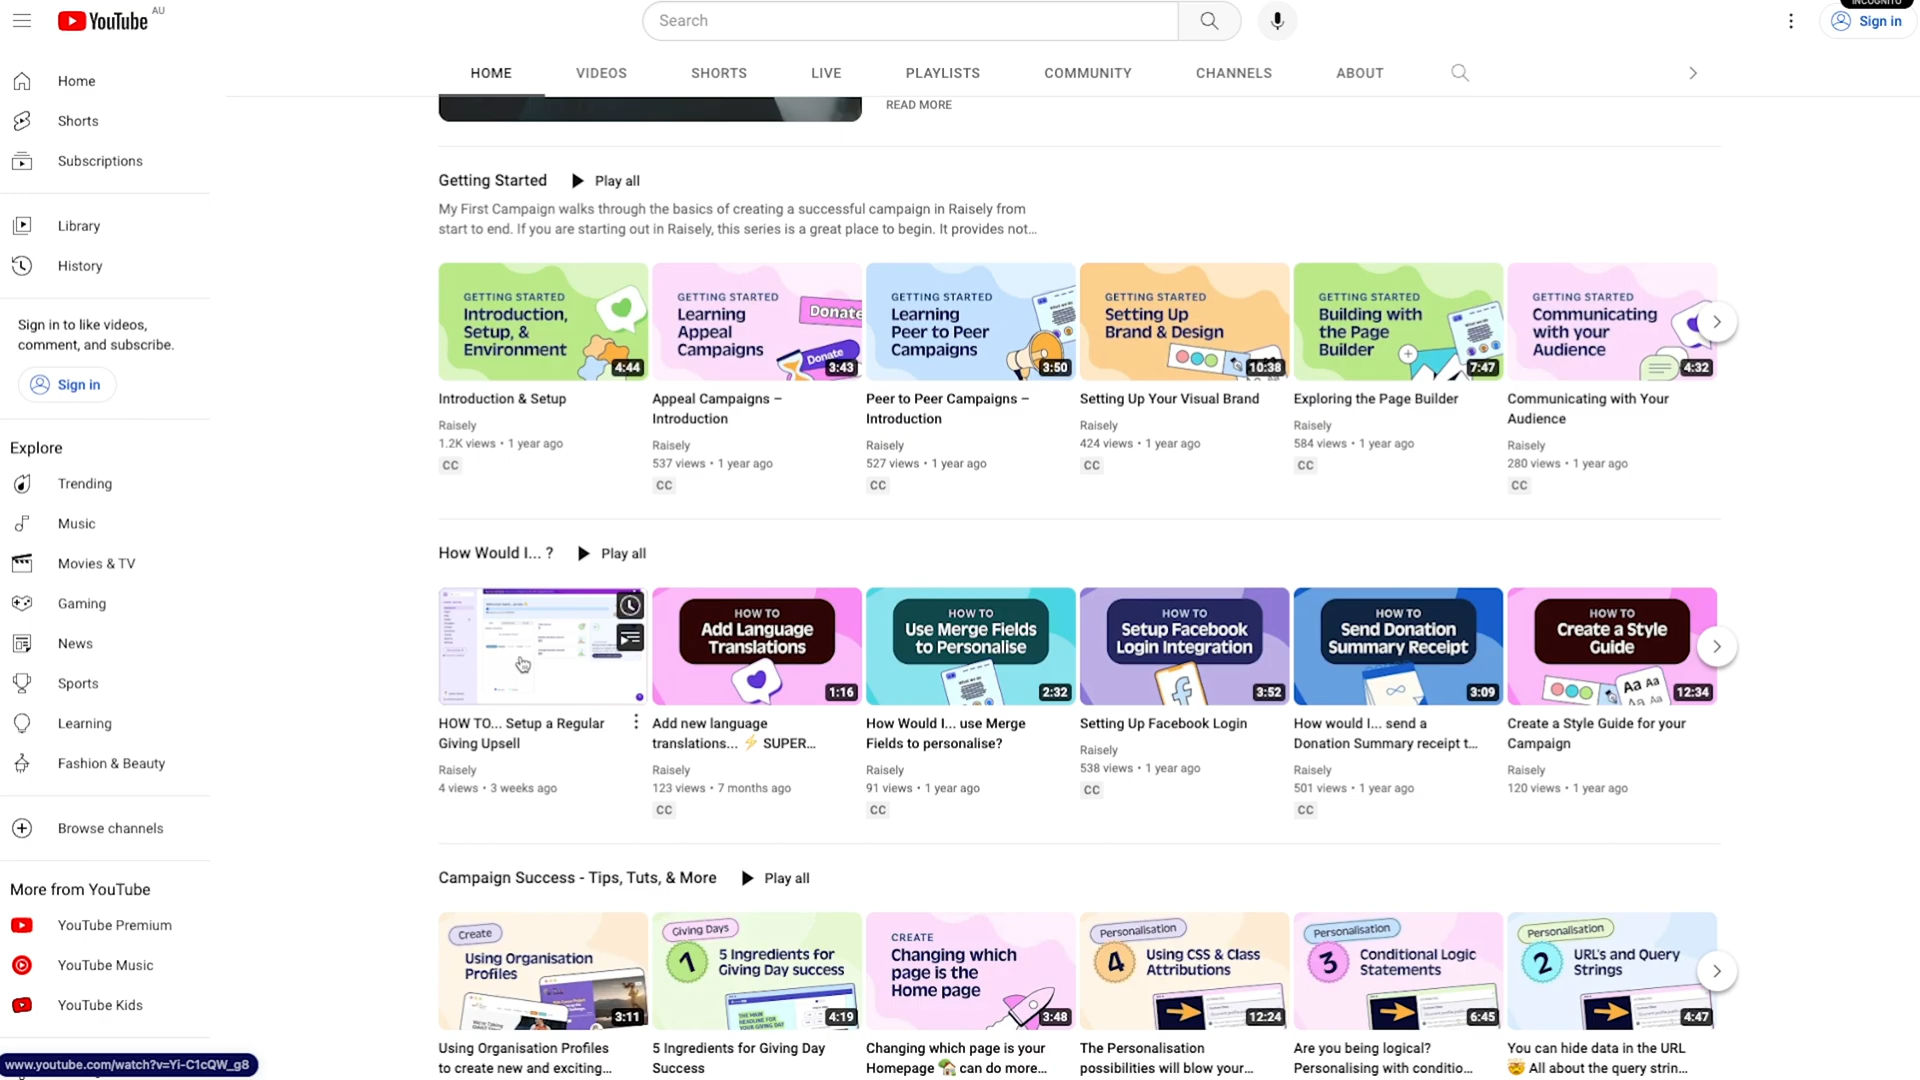 YouTube AU
Search
INCOGNITO
Sign in
Home
Shorts
Subscriptions
Library
History
Sign in to like videos,
comment, and subscribe.
Sign in
Explore
Trending
Music
Movies & TV
Gaming
News
Sports
Learning
Fashion & Beauty
Browse channels
More from YouTube
YouTube Premium
YouTube Music
YouTube Kids
www.youtube.com/watch?v=Yi-C1cQW_g8
HOME VIDEOS SHORTS LIVE PLAYLISTS COMMUNITY CHANNELS ABOUT
READ MORE
Getting Started Play all
My First Campaign walks through the basics of creating a successful campaign in Raisely from
start to end. If you are starting out in Raisely, this series is a great place to begin. It provides not...
GETTING STARTED
Introduction,
Setup, &
Environment
4:44
Introduction & Setup
Raisely
1.2K views • 1 year ago
CC
GETTING STARTED
Learning
Appeal
Campaigns
Donate
Donate
3:43
Appeal Campaigns –
Introduction
Raisely
537 views • 1 year ago
CC
GETTING STARTED
Learning
Peer to Peer
Campaigns
3:50
Peer to Peer Campaigns –
Introduction
Raisely
527 views • 1 year ago
CC
GETTING STARTED
Setting Up
Brand & Design
10:38
Setting Up Your Visual Brand
Raisely
424 views • 1 year ago
CC
GETTING STARTED
Building with
the Page
Builder
7:47
Exploring the Page Builder
Raisely
584 views • 1 year ago
CC
GETTING STARTED
Communicating
with your
Audience
4:32
Communicating with Your
Audience
Raisely
280 views • 1 year ago
CC
How Would I... ? Play all
HOW TO... Setup a Regular
Giving Upsell
Raisely
4 views • 3 weeks ago
HOW TO
Add Language
Translations
1:16
Add new language
translations... ⚡ SUPER...
Raisely
123 views • 7 months ago
CC
HOW TO
Use Merge Fields
to Personalise
2:32
How Would I... use Merge
Fields to personalise?
Raisely
91 views • 1 year ago
CC
HOW TO
Setup Facebook
Login Integration
3:52
Setting Up Facebook Login
Raisely
538 views • 1 year ago
CC
HOW TO
Send Donation
Summary Receipt
3:09
How would I... send a
Donation Summary receipt t...
Raisely
501 views • 1 year ago
CC
HOW TO
Create a Style
Guide
Aa Aa
Aa Aa
12:34
Create a Style Guide for your
Campaign
Raisely
120 views • 1 year ago
Campaign Success - Tips, Tuts, & More Play all
Create
Using Organisation
Profiles
3:11
Using Organisation Profiles
to create new and exciting...
Giving Days
1 5 Ingredients for
Giving Day success
THE MAIN
HEADLINE FOR
YOUR GIVING DAY
4:19
5 Ingredients for Giving Day
Success
CREATE
Changing which
page is the
Home page
3:48
Changing which page is your
Homepage 🏡 can do more...
Personalisation
4 Using CSS & Class
Attributions
12:24
The Personalisation
possibilities will blow your...
Personalisation
3 Conditional Logic
Statements
6:45
Are you being logical?
Personalising with conditio...
Personalisation
2 URL's and Query
Strings
4:47
You can hide data in the URL
🤯 All about the query strin...